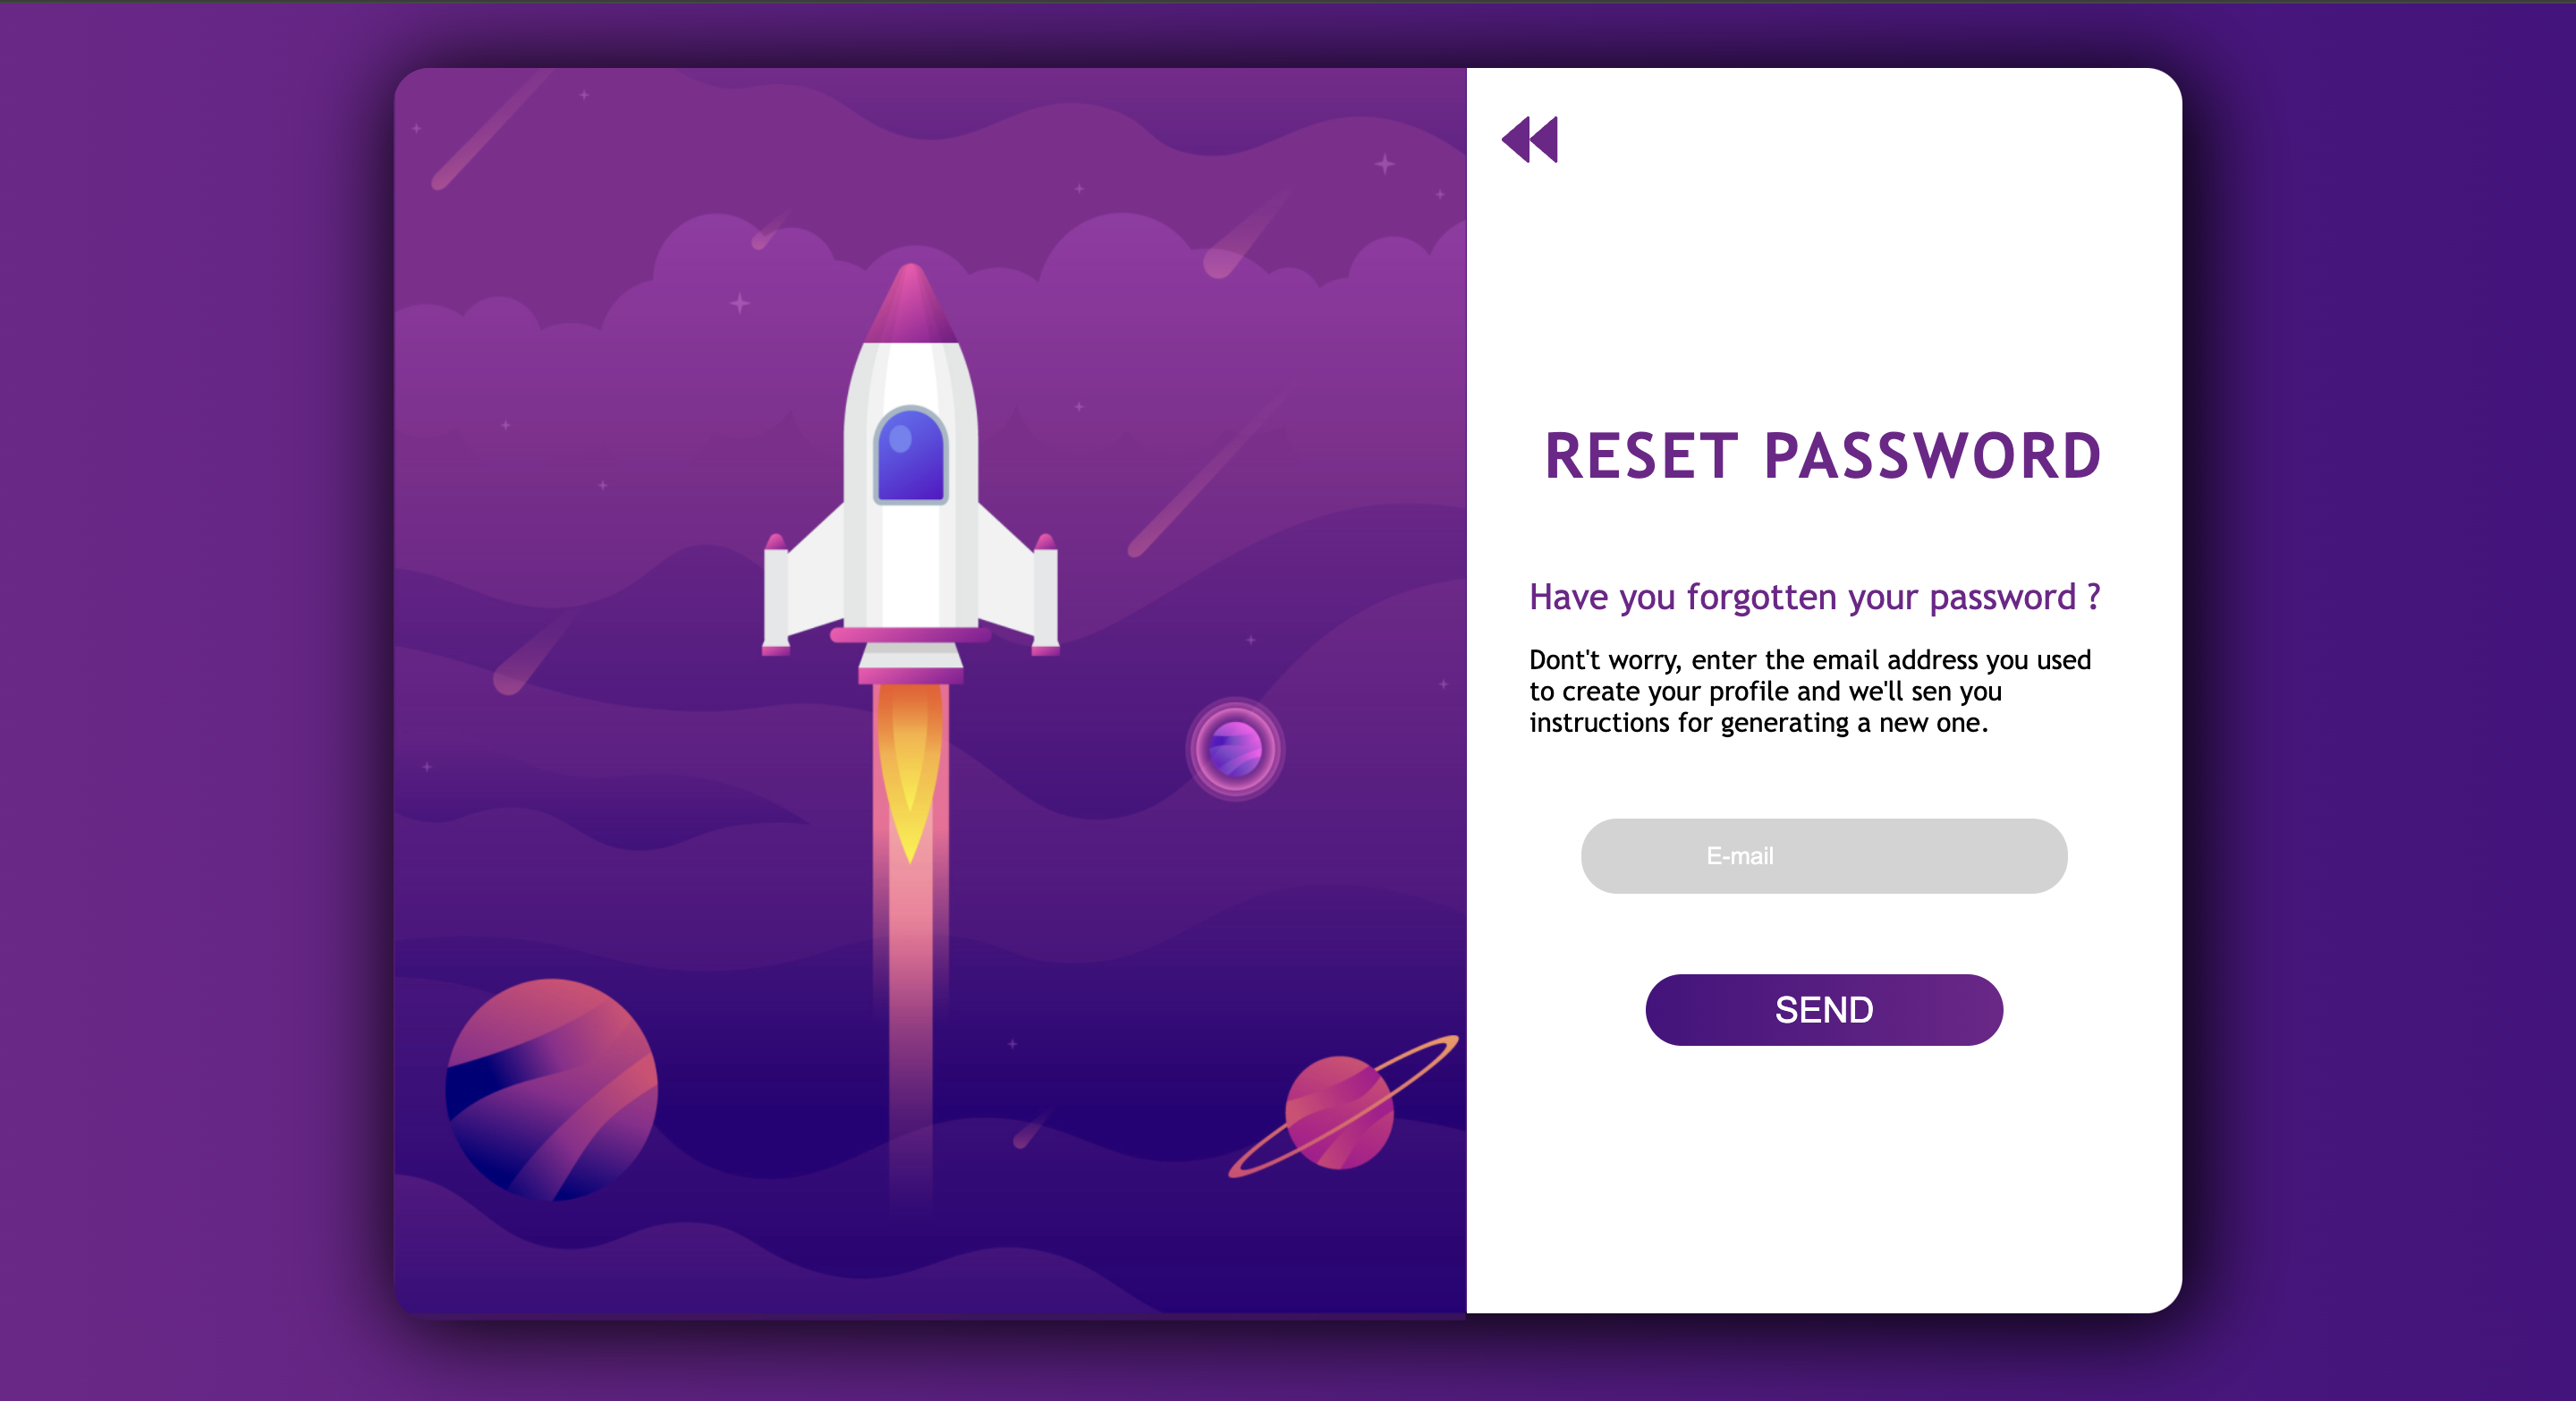 RESET PASSWORD
Have you forgotten your password ?
Dont't worry, enter the email address you used
to create your profile and we'll sen you
instructions for generating a new one.
E-mail
SEND